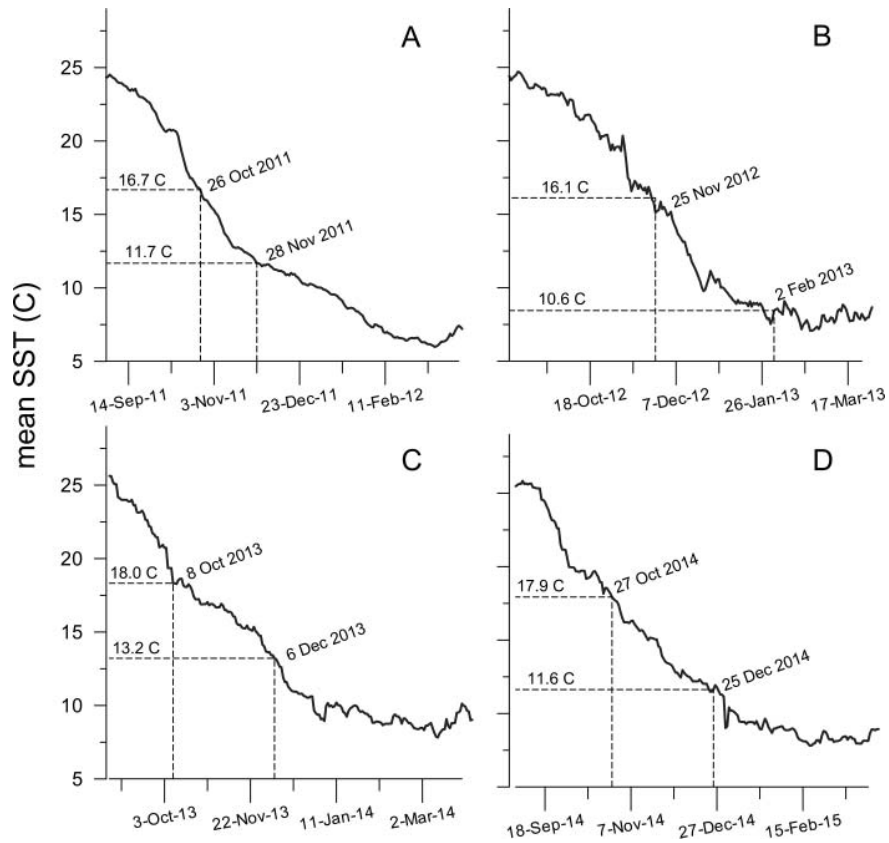 mean SST (C)
A
25
20
15
10
5
16.7 C
26 Oct 2011
11.7 C
28 Nov 2011
14-Sep-11
3-Nov-11
23-Dec-11
11-Feb-12
B
16.1 C
25 Nov 2012
10.6 C
2 Feb 2013
18-Oct-12
7-Dec-12
26-Jan-13
17-Mar-13
C
25
20
15
10
5
18.0 C
8 Oct 2013
13.2 C
6 Dec 2013
3-Oct-13
22-Nov-13
11-Jan-14
2-Mar-14
D
17.9 C
27 Oct 2014
11.6 C
25 Dec 2014
18-Sep-14
7-Nov-14
27-Dec-14
15-Feb-15